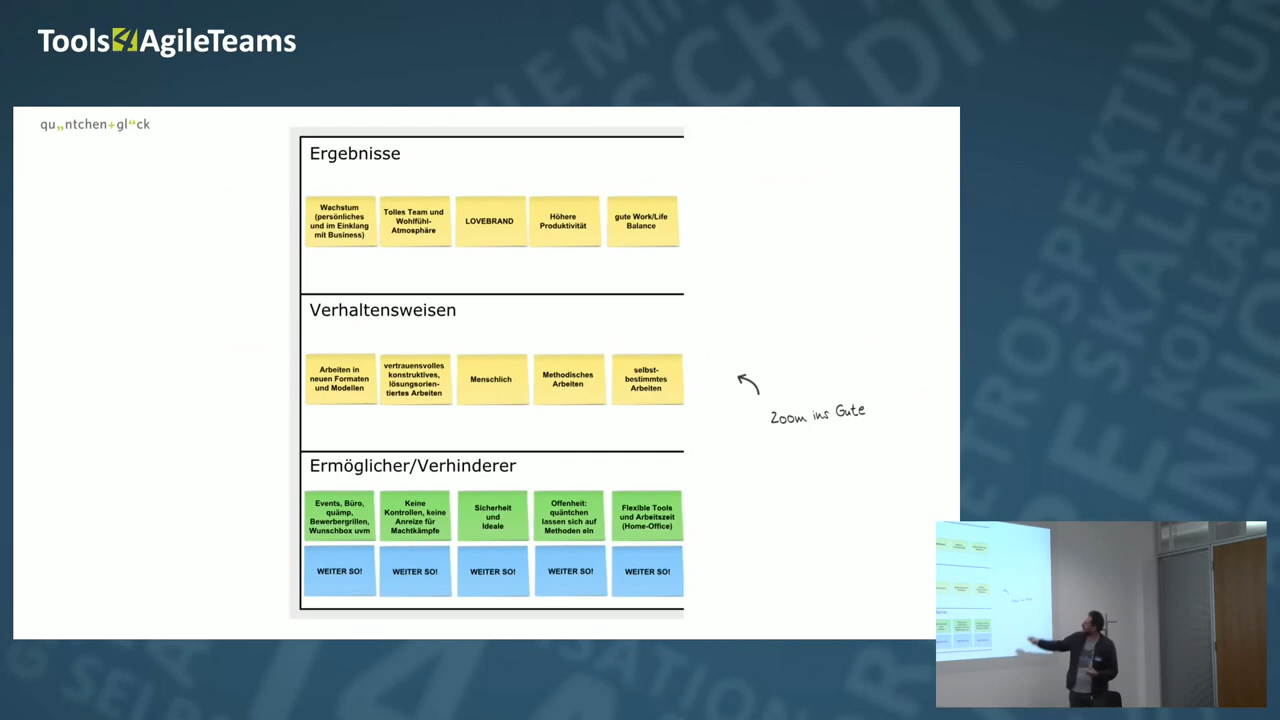 Tools4AgileTeams
qu„ntchen+gl“ck
Ergebnisse
Wachstum
(persönliches
und im Einklang
mit Business)
Tolles Team und
Wohlfühl-
Atmosphäre
LOVEBRAND
Höhere
Produktivität
gute Work/Life
Balance
Verhaltensweisen
Arbeiten in
neuen Formaten
und Modellen
vertrauensvolles
konstruktives,
lösungsorien-
tiertes Arbeiten
Menschlich
Methodisches
Arbeiten
selbst-
bestimmtes
Arbeiten
Zoom ins Gute
Ermöglicher/Verhinderer
Events, Büro,
quämp,
Bewerbergrillen,
Wunschbox uvm
Keine
Kontrollen, keine
Anreize für
Machtkämpfe
Sicherheit
und
Ideale
Offenheit:
quäntchen
lassen sich auf
Methoden ein
Flexible Tools
und Arbeitszeit
(Home-Office)
WEITER SO!
WEITER SO!
WEITER SO!
WEITER SO!
WEITER SO!